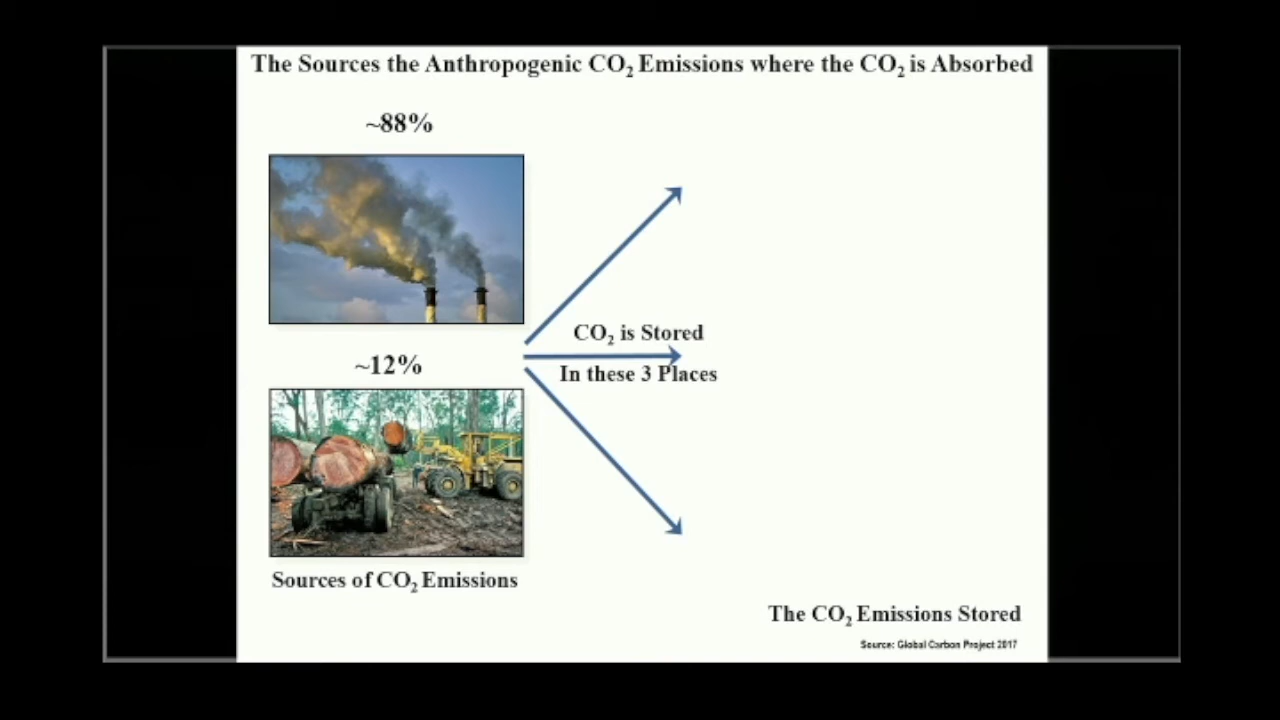 The Sources the Anthropogenic CO₂ Emissions where the CO₂ is Absorbed
~88%
CO₂ is Stored
In these 3 Places
~12%
Sources of CO₂ Emissions
The CO₂ Emissions Stored
Source: Global Carbon Project 2017